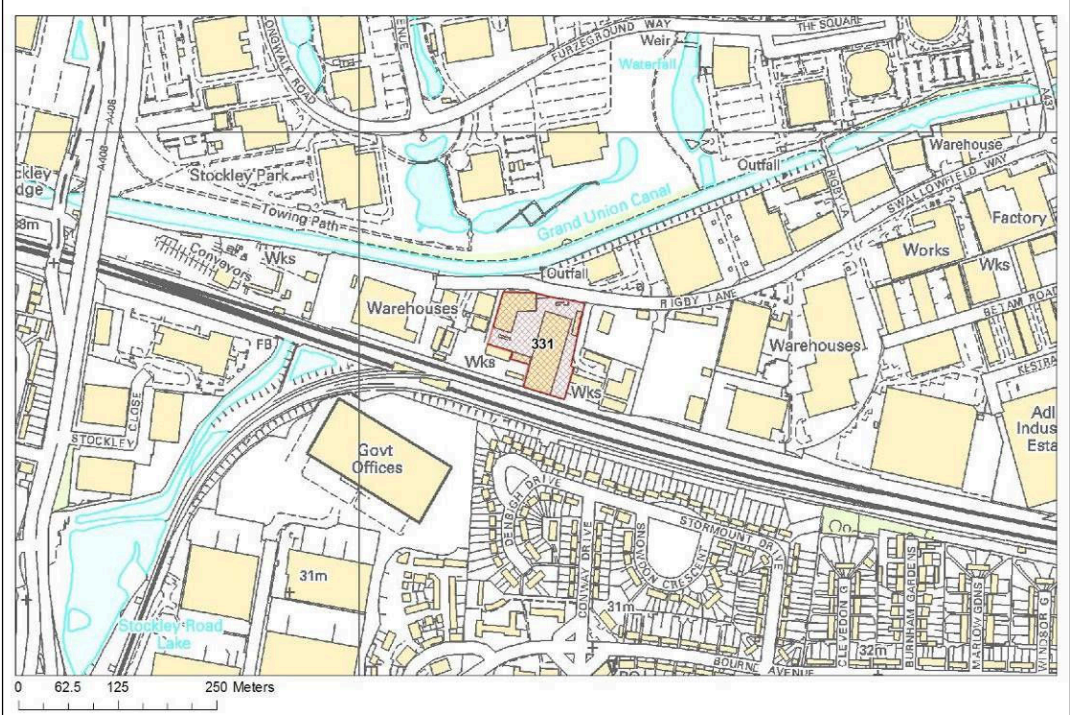 LONGWALK ROAD
FURZEGROUND WAY
THE SQUARE
Weir
Waterfall
A408
A408
A437
Stockley Park
Outfall
Warehouse
Towing Path
Grand Union Canal
RIGBY LA
SWALLOWFIELD WAY
Factory
Conveyors
Wks
Works
Wks
Outfall
RIGBY LANE
BETAM ROAD
Warehouses
331
Warehouses
FB
Wks
Wks
STOCKLEY CLOSE
Govt
Offices
DENBIGH DRIVE
STORMOUNT DRIVE
CONWAY DRIVE
SNOWDON CRESCENT
31m
31m
CLEVEDON G
BURNHAM GARDENS
MARLOW GDNS
WINDSOR G
32m
BOURNE AVENUE
Stockley Road
Lake
0 62.5 125 250 Meters